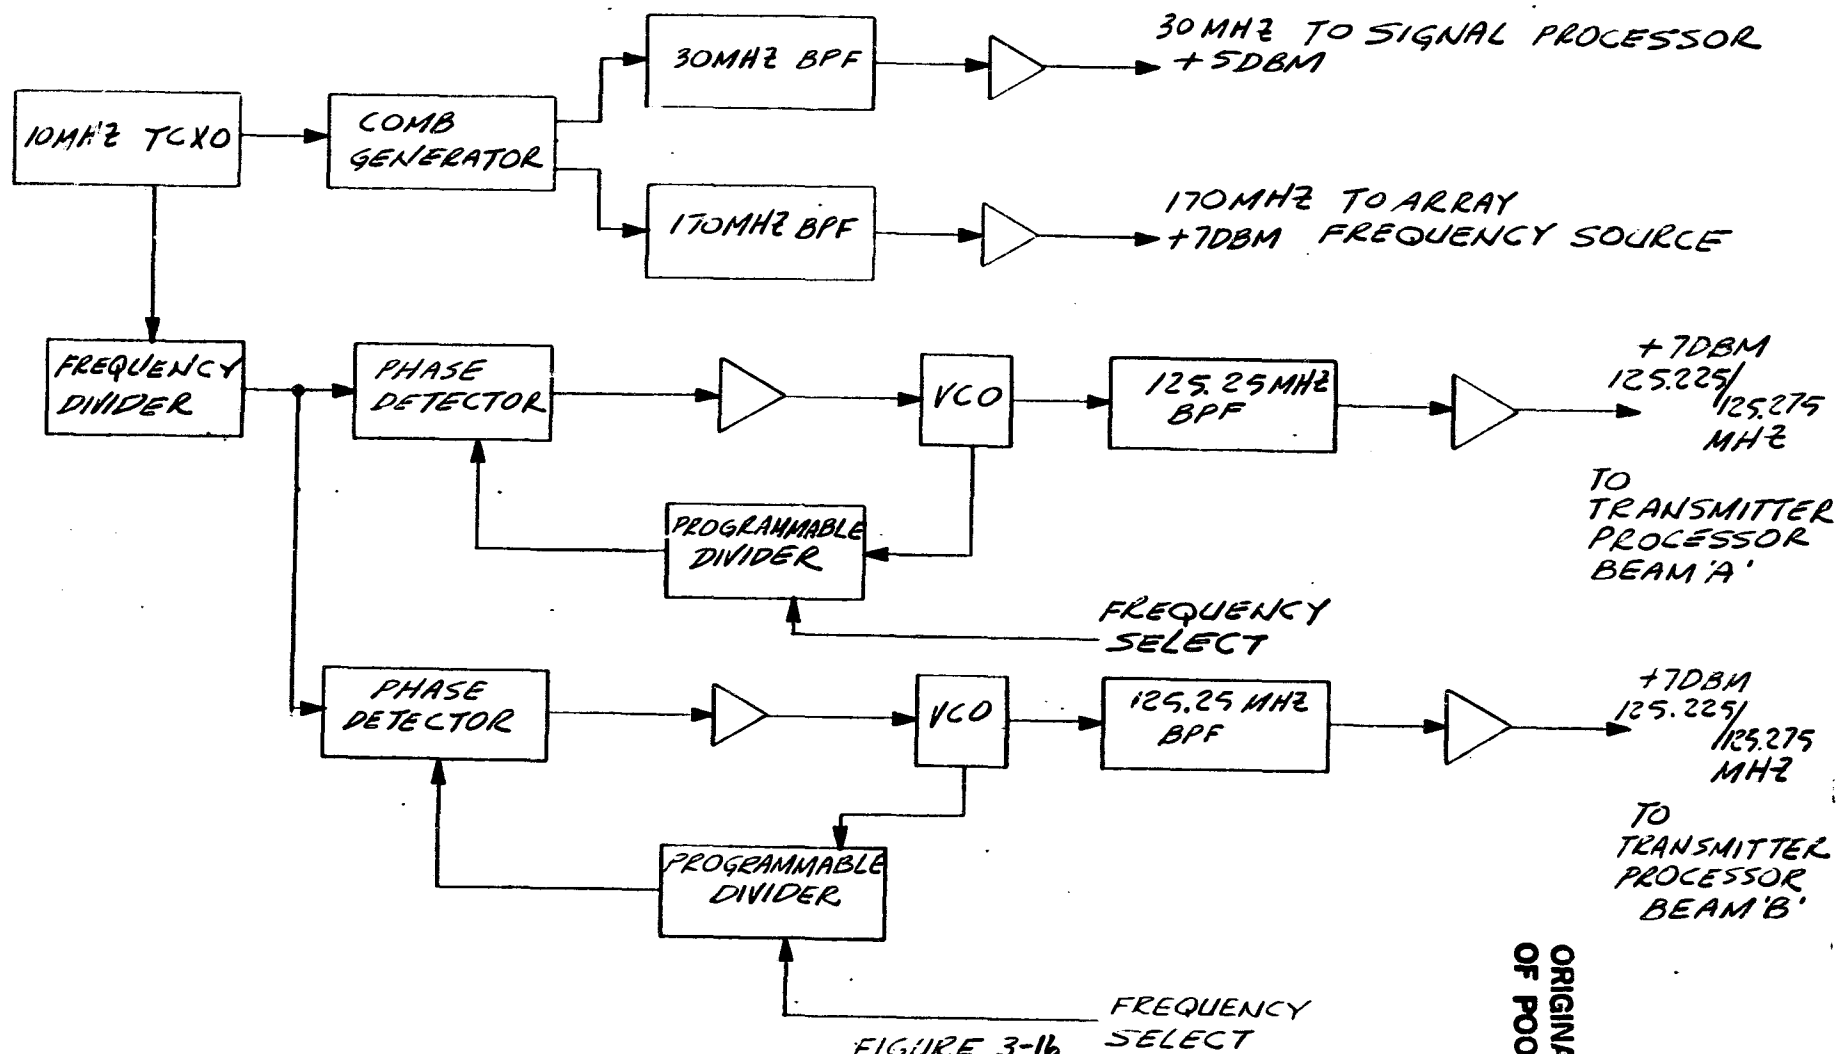 30MHZ TO SIGNAL PROCESSOR
+5DBM
30MHZ BPF
10MHZ TCXO
COMB
GENERATOR
170MHZ BPF
170MHZ TO ARRAY
+7DBM FREQUENCY SOURCE
FREQUENCY
DIVIDER
PHASE
DETECTOR
VCO
125.25MHZ
BPF
+7DBM
125.225/
/125.275
MHZ
TO
TRANSMITTER
PROCESSOR
BEAM 'A'
PROGRAMMABLE
DIVIDER
FREQUENCY
SELECT
PHASE
DETECTOR
VCO
125.25 MHZ
BPF
+7DBM
125.225/
/125.275
MHZ
TO
TRANSMITTER
PROCESSOR
BEAM 'B'
PROGRAMMABLE
DIVIDER
FREQUENCY
SELECT
FIGURE 3-16
ORIGINA
OF POO